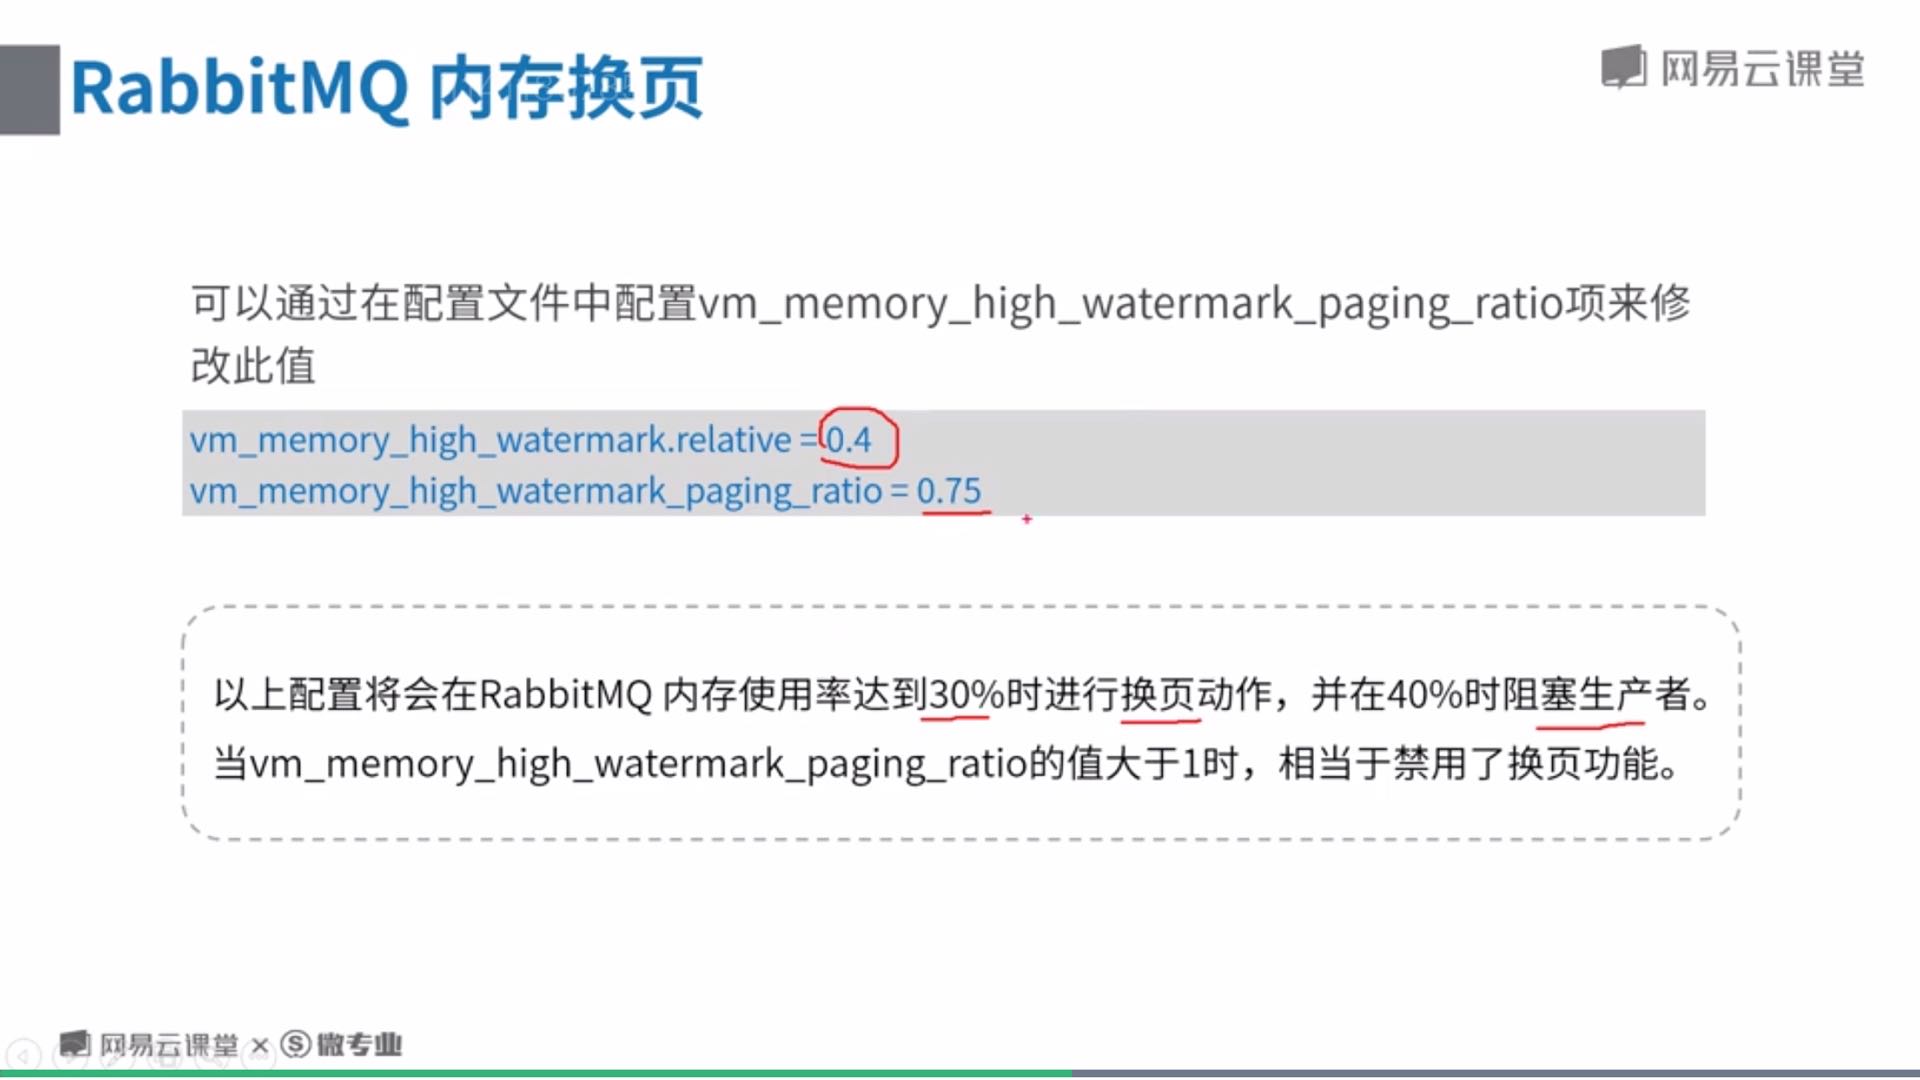 RabbitMQ 内存换页
网易云课堂
可以通过在配置文件中配置vm_memory_high_watermark_paging_ratio项来修
改此值
vm_memory_high_watermark.relative = 0.4
vm_memory_high_watermark_paging_ratio = 0.75
以上配置将会在RabbitMQ 内存使用率达到30%时进行换页动作，并在40%时阻塞生产者。
当vm_memory_high_watermark_paging_ratio的值大于1时，相当于禁用了换页功能。
网易云课堂 × 微专业